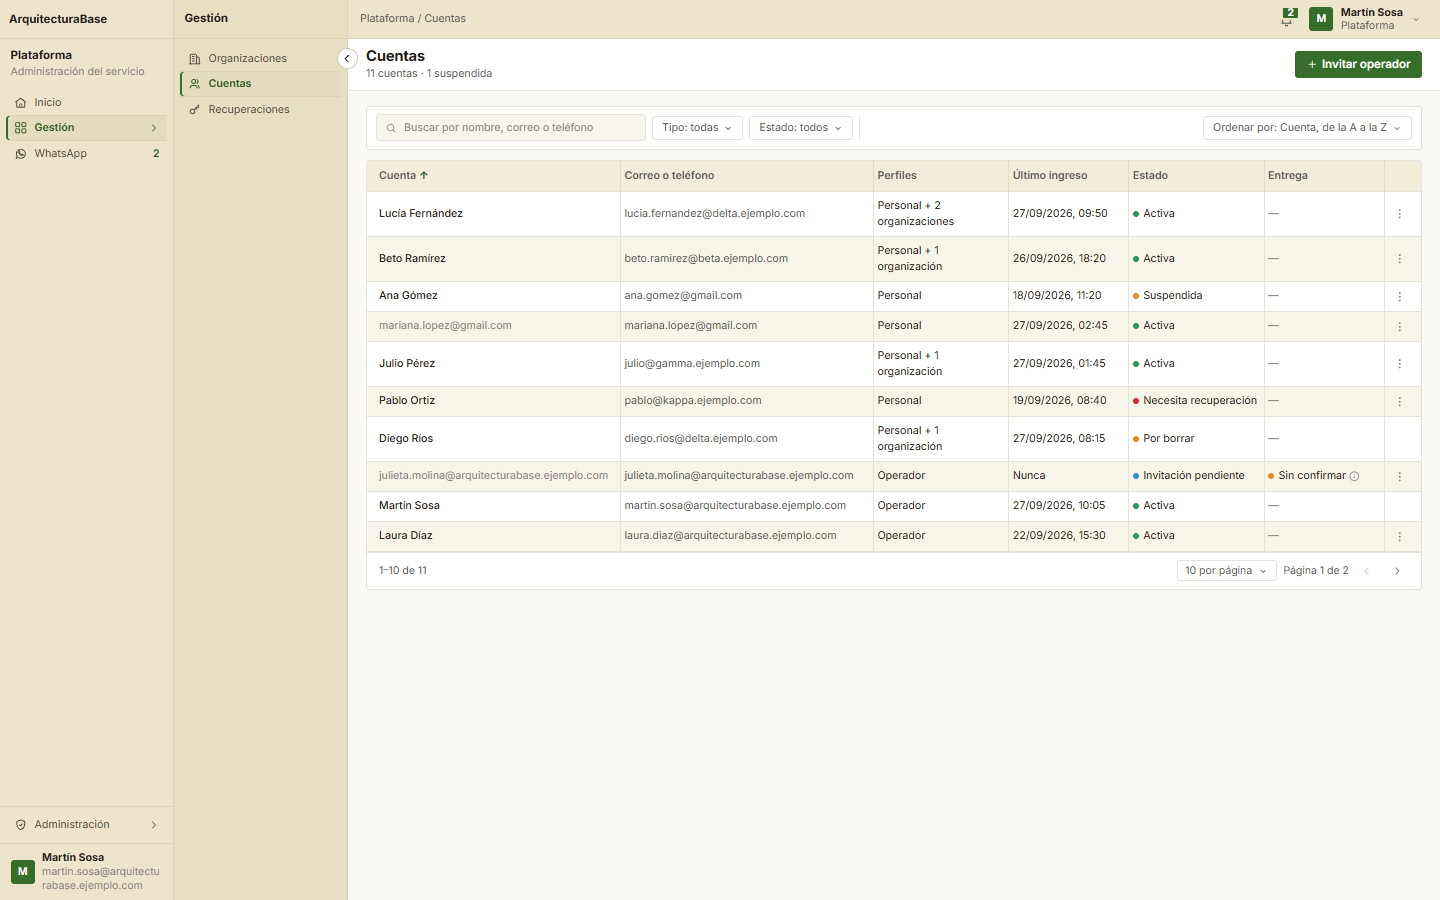 ArquitecturaBase
Plataforma
Administración del servicio
Inicio
Gestión
WhatsApp 2
Administración
M Martín Sosa
martin.sosa@arquitectu
rabase.ejemplo.com
Gestión
Organizaciones
Cuentas
Recuperaciones
Plataforma / Cuentas
2
M Martín Sosa
Plataforma
Cuentas
11 cuentas · 1 suspendida
+ Invitar operador
Buscar por nombre, correo o teléfono
Tipo: todas
Estado: todos
Ordenar por: Cuenta, de la A a la Z
Cuenta ↑ Correo o teléfono Perfiles Último ingreso Estado Entrega
Lucía Fernández lucia.fernandez@delta.ejemplo.com Personal + 2 organizaciones 27/09/2026, 09:50 Activa —
Beto Ramírez beto.ramirez@beta.ejemplo.com Personal + 1 organización 26/09/2026, 18:20 Activa —
Ana Gómez ana.gomez@gmail.com Personal 18/09/2026, 11:20 Suspendida —
mariana.lopez@gmail.com mariana.lopez@gmail.com Personal 27/09/2026, 02:45 Activa —
Julio Pérez julio@gamma.ejemplo.com Personal + 1 organización 27/09/2026, 01:45 Activa —
Pablo Ortiz pablo@kappa.ejemplo.com Personal 19/09/2026, 08:40 Necesita recuperación —
Diego Ríos diego.rios@delta.ejemplo.com Personal + 1 organización 27/09/2026, 08:15 Por borrar —
julieta.molina@arquitecturabase.ejemplo.com julieta.molina@arquitecturabase.ejemplo.com Operador Nunca Invitación pendiente Sin confirmar
Martín Sosa martin.sosa@arquitecturabase.ejemplo.com Operador 27/09/2026, 10:05 Activa —
Laura Díaz laura.diaz@arquitecturabase.ejemplo.com Operador 22/09/2026, 15:30 Activa —
1–10 de 11
10 por página
Página 1 de 2